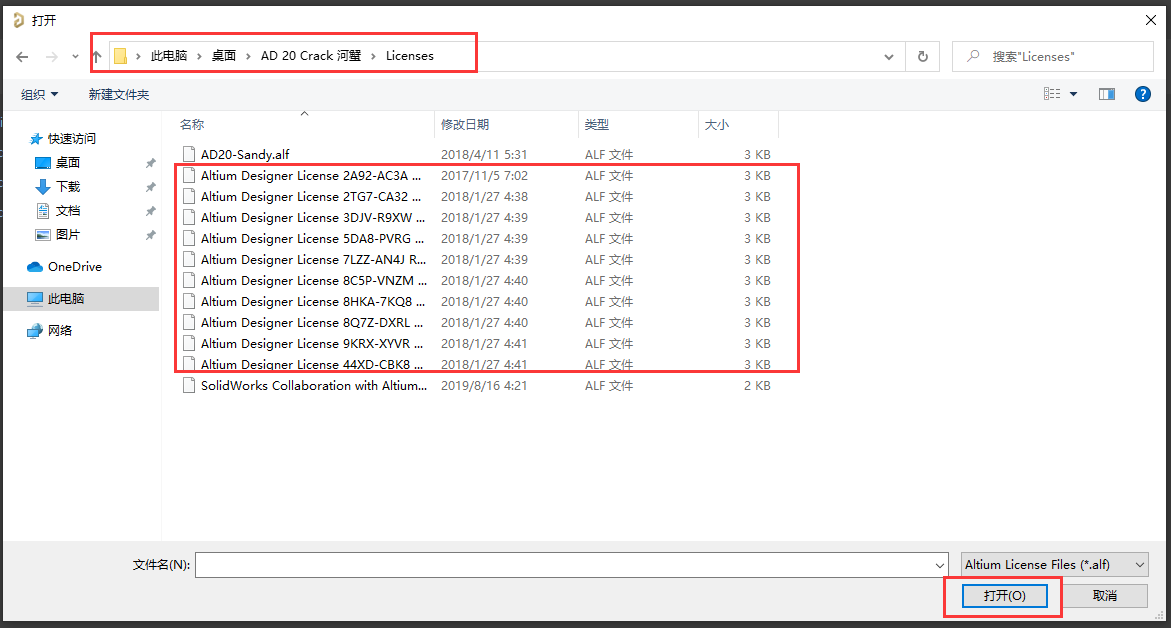 打开
此电脑 桌面 AD 20 Crack 河蟹 Licenses
搜索"Licenses"
组织 新建文件夹
名称 修改日期 类型 大小
快速访问
桌面
下载
文档
图片
OneDrive
此电脑
网络
AD20-Sandy.alf 2018/4/11 5:31 ALF 文件 3 KB
Altium Designer License 2A92-AC3A ... 2017/11/5 7:02 ALF 文件 3 KB
Altium Designer License 2TG7-CA32 ... 2018/1/27 4:38 ALF 文件 3 KB
Altium Designer License 3DJV-R9XW ... 2018/1/27 4:39 ALF 文件 3 KB
Altium Designer License 5DA8-PVRG ... 2018/1/27 4:39 ALF 文件 3 KB
Altium Designer License 7LZZ-AN4J R... 2018/1/27 4:39 ALF 文件 3 KB
Altium Designer License 8C5P-VNZM ... 2018/1/27 4:40 ALF 文件 3 KB
Altium Designer License 8HKA-7KQ8 ... 2018/1/27 4:40 ALF 文件 3 KB
Altium Designer License 8Q7Z-DXRL ... 2018/1/27 4:40 ALF 文件 3 KB
Altium Designer License 9KRX-XYVR ... 2018/1/27 4:41 ALF 文件 3 KB
Altium Designer License 44XD-CBK8 ... 2018/1/27 4:41 ALF 文件 3 KB
SolidWorks Collaboration with Altium... 2019/8/16 4:21 ALF 文件 2 KB
文件名(N):
Altium License Files (*.alf)
打开(O) 取消